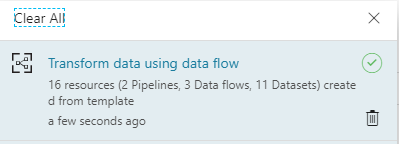 Clear All
Transform data using data flow
16 resources (2 Pipelines, 3 Data flows, 11 Datasets) create
d from template
a few seconds ago